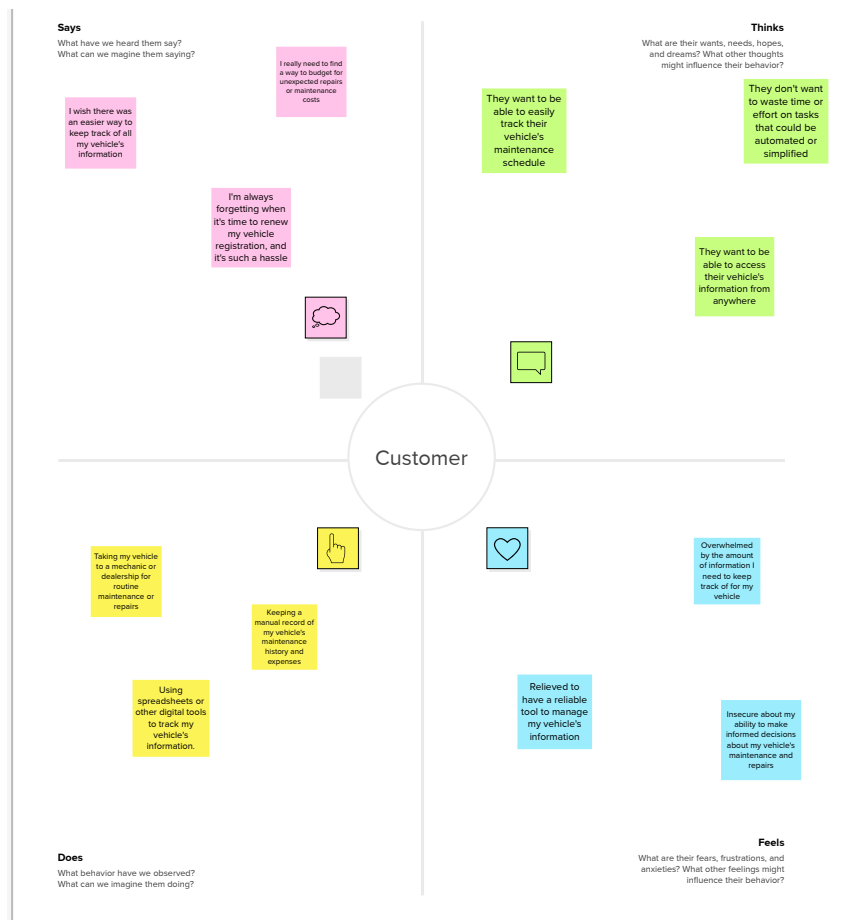 Says
What have we heard them say?
What can we magine them saying?
I really need to find
a way to budget for
unexpected repairs
or maintenance
costs
I wish there was
an easier way to
keep track of all
my vehicle's
information
I'm always
forgetting when
it's time to renew
my vehicle
registration, and
it's such a hassle
Thinks
What are their wants, needs, hopes,
and dreams? What other thoughts
might influence their behavior?
They want to be
able to easily
track their
vehicle's
maintenance
schedule
They don't want
to waste time or
effort on tasks
that could be
automated or
simplified
They want to be
able to access
their vehicle's
information from
anywhere
Customer
Taking my vehicle
to a mechanic or
dealership for
routine
maintenance or
repairs
Keeping a
manual record of
my vehicle's
maintenance
history and
expenses
Using
spreadsheets or
other digital tools
to track my
vehicle's
information.
Does
What behavior have we observed?
What can we imagine them doing?
Overwhelmed
by the amount
of information I
need to keep
track of for my
vehicle
Relieved to
have a reliable
tool to manage
my vehicle's
information
Insecure about my
ability to make
informed decisions
about my vehicle's
maintenance and
repairs
Feels
What are their fears, frustrations, and
anxieties? What other feelings might
influence their behavior?